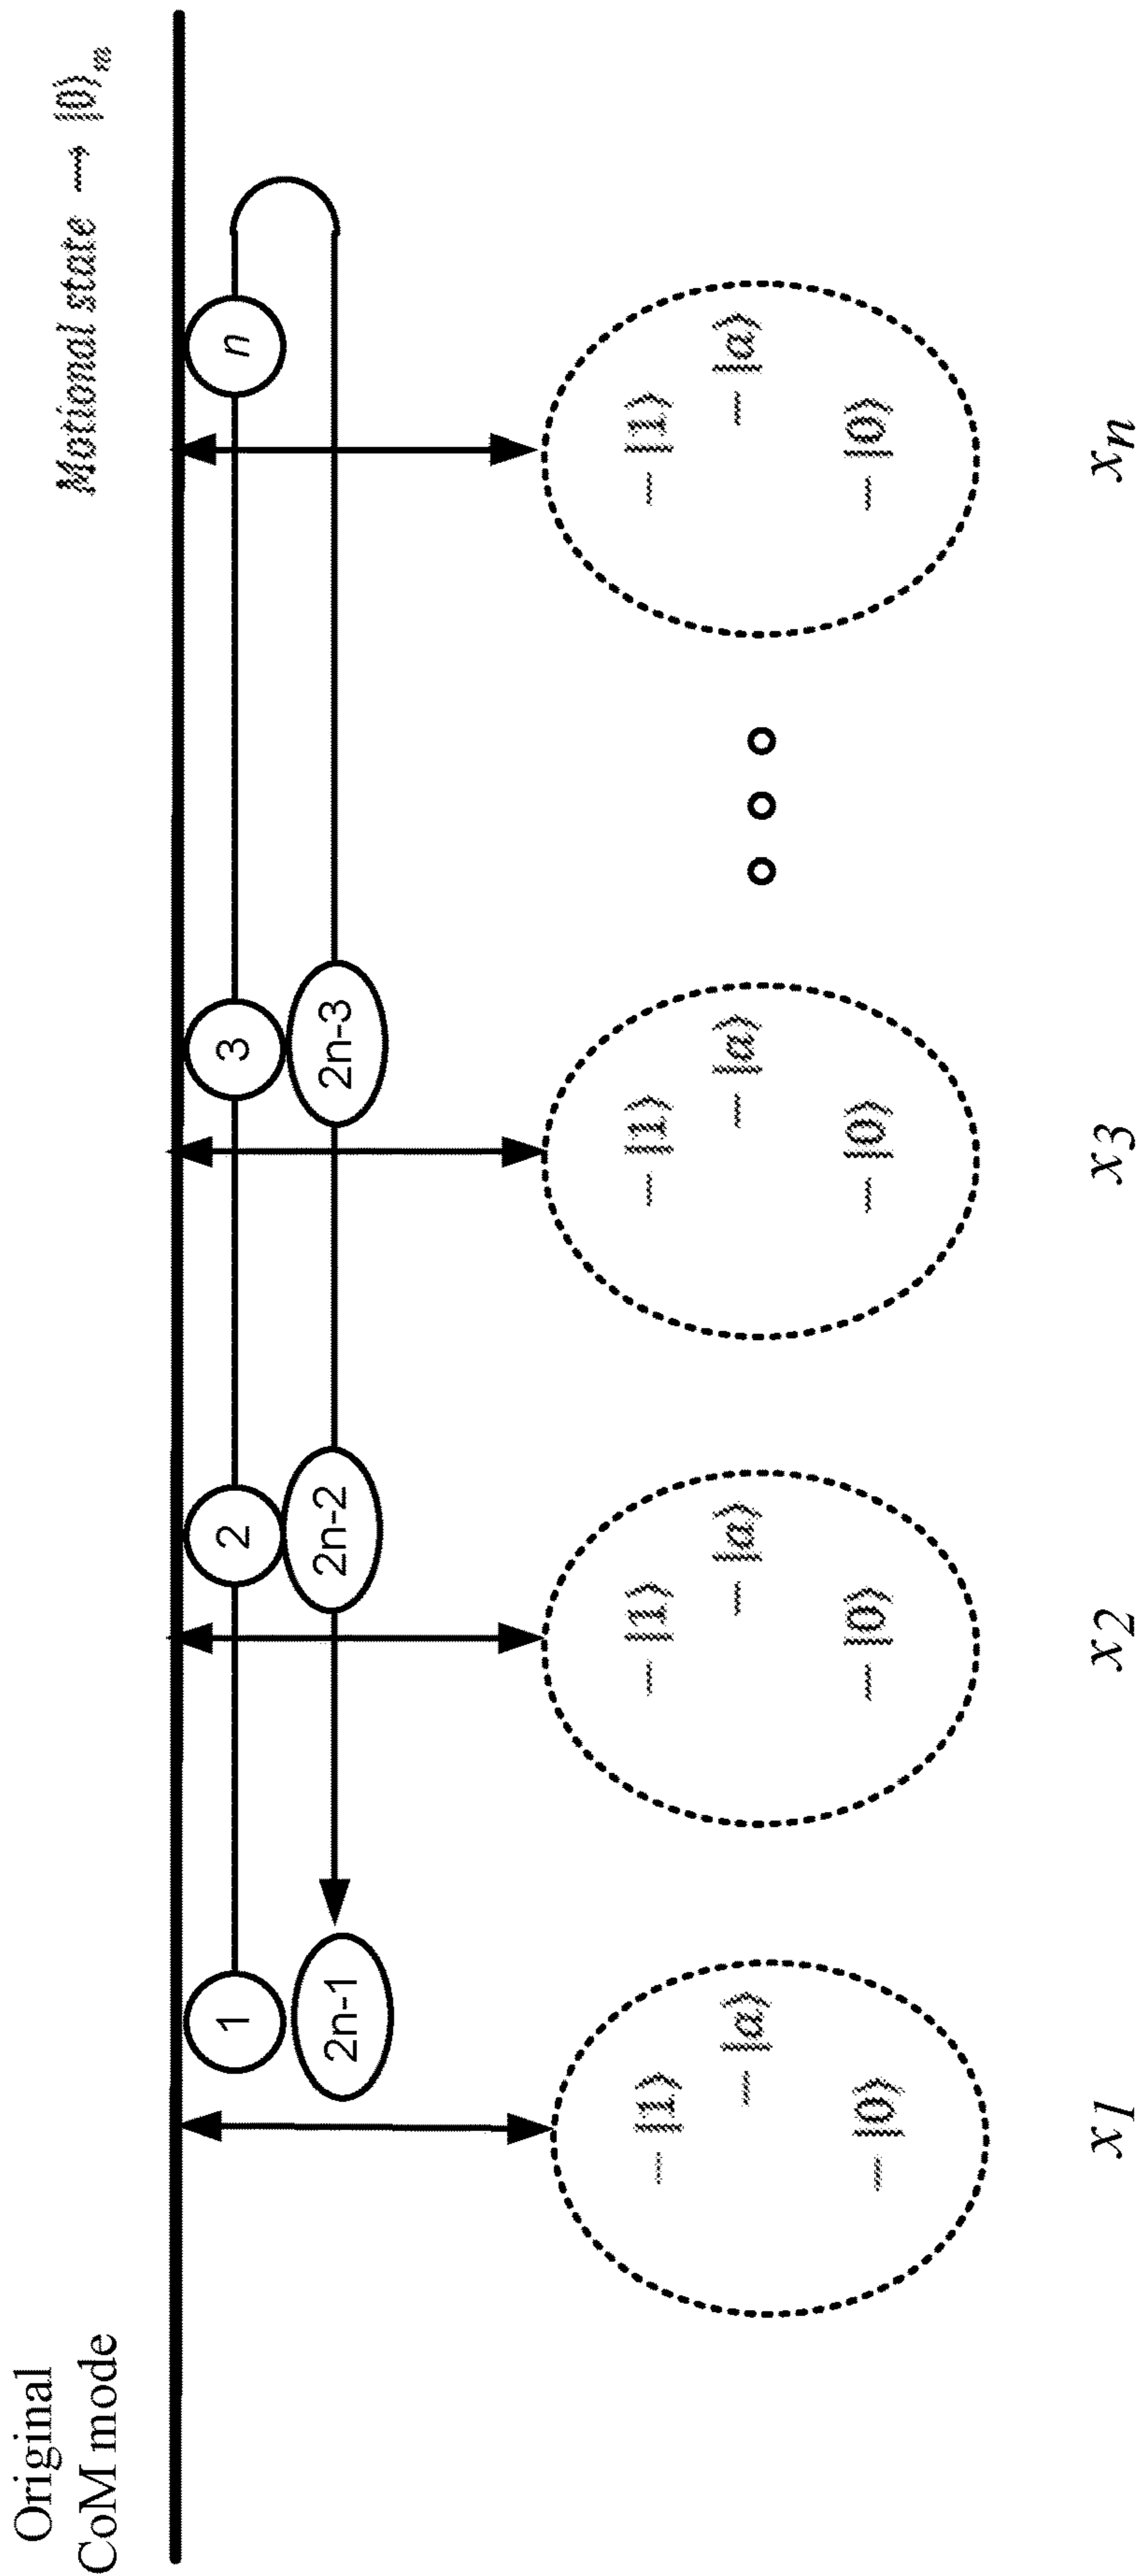 Original
CoM mode
Motional state → |0⟩ₘ
1
2
3
n
2n-1
2n-2
2n-3
— |1⟩
— |a⟩
— |0⟩
— |1⟩
— |a⟩
— |0⟩
— |1⟩
— |a⟩
— |0⟩
— |1⟩
— |a⟩
— |0⟩
x1
x2
x3
xn